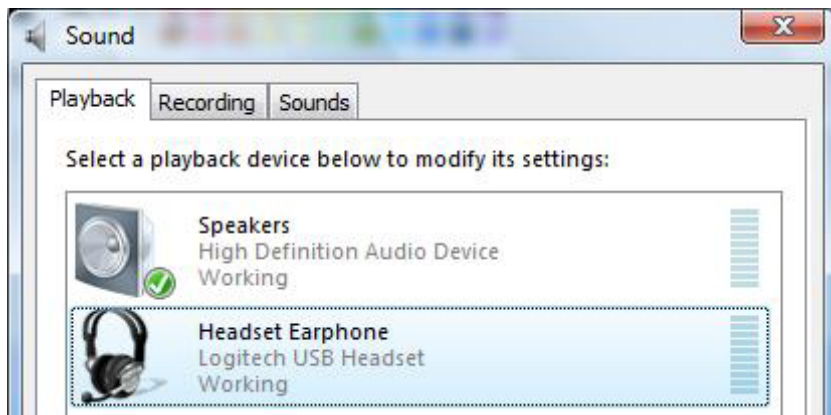 Sound
Playback Recording Sounds
Select a playback device below to modify its settings:
Speakers
High Definition Audio Device
Working
Headset Earphone
Logitech USB Headset
Working